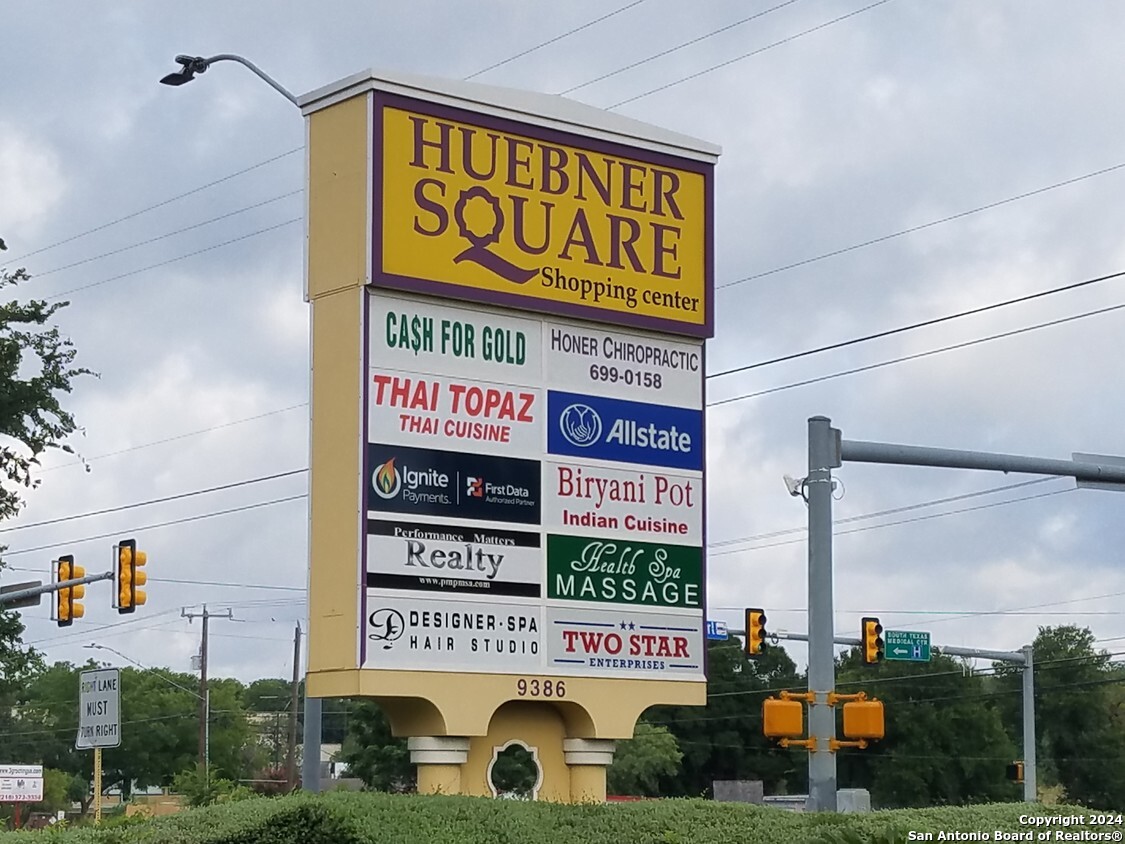 HUEBNER
SQUARE
Shopping center
CA$H FOR GOLD
HONER CHIROPRACTIC
699-0158
THAI TOPAZ
THAI CUISINE
Allstate
Ignite
Payments
First Data
Authorized Partner
Biryani Pot
Indian Cuisine
Performance Matters
Realty
www.pmpmsa.com
Health Spa
MASSAGE
DESIGNER·SPA
HAIR STUDIO
TWO STAR
ENTERPRISES
9386
RIGHT LANE
MUST
TURN RIGHT
SOUTH TEXAS
MEDICAL CTR
H
Copyright 2024
San Antonio Board of Realtors®